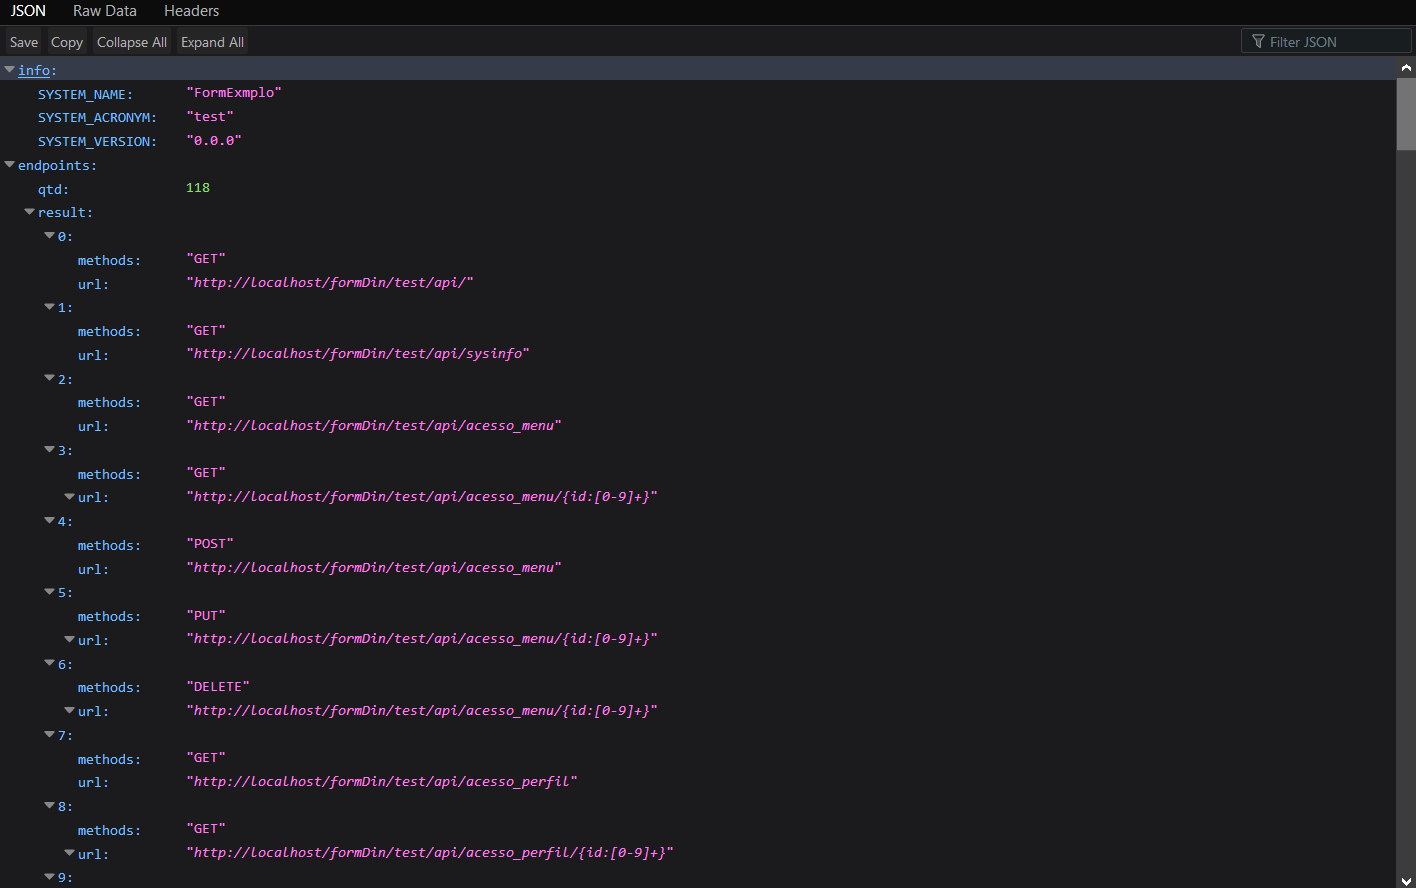 JSON Raw Data Headers
Save Copy Collapse All Expand All Filter JSON
info:
SYSTEM_NAME: "FormExmplo"
SYSTEM_ACRONYM: "test"
SYSTEM_VERSION: "0.0.0"
endpoints:
qtd: 118
result:
0:
methods: "GET"
url: "http://localhost/formDin/test/api/"
1:
methods: "GET"
url: "http://localhost/formDin/test/api/sysinfo"
2:
methods: "GET"
url: "http://localhost/formDin/test/api/acesso_menu"
3:
methods: "GET"
url: "http://localhost/formDin/test/api/acesso_menu/{id:[0-9]+}"
4:
methods: "POST"
url: "http://localhost/formDin/test/api/acesso_menu"
5:
methods: "PUT"
url: "http://localhost/formDin/test/api/acesso_menu/{id:[0-9]+}"
6:
methods: "DELETE"
url: "http://localhost/formDin/test/api/acesso_menu/{id:[0-9]+}"
7:
methods: "GET"
url: "http://localhost/formDin/test/api/acesso_perfil"
8:
methods: "GET"
url: "http://localhost/formDin/test/api/acesso_perfil/{id:[0-9]+}"
9: